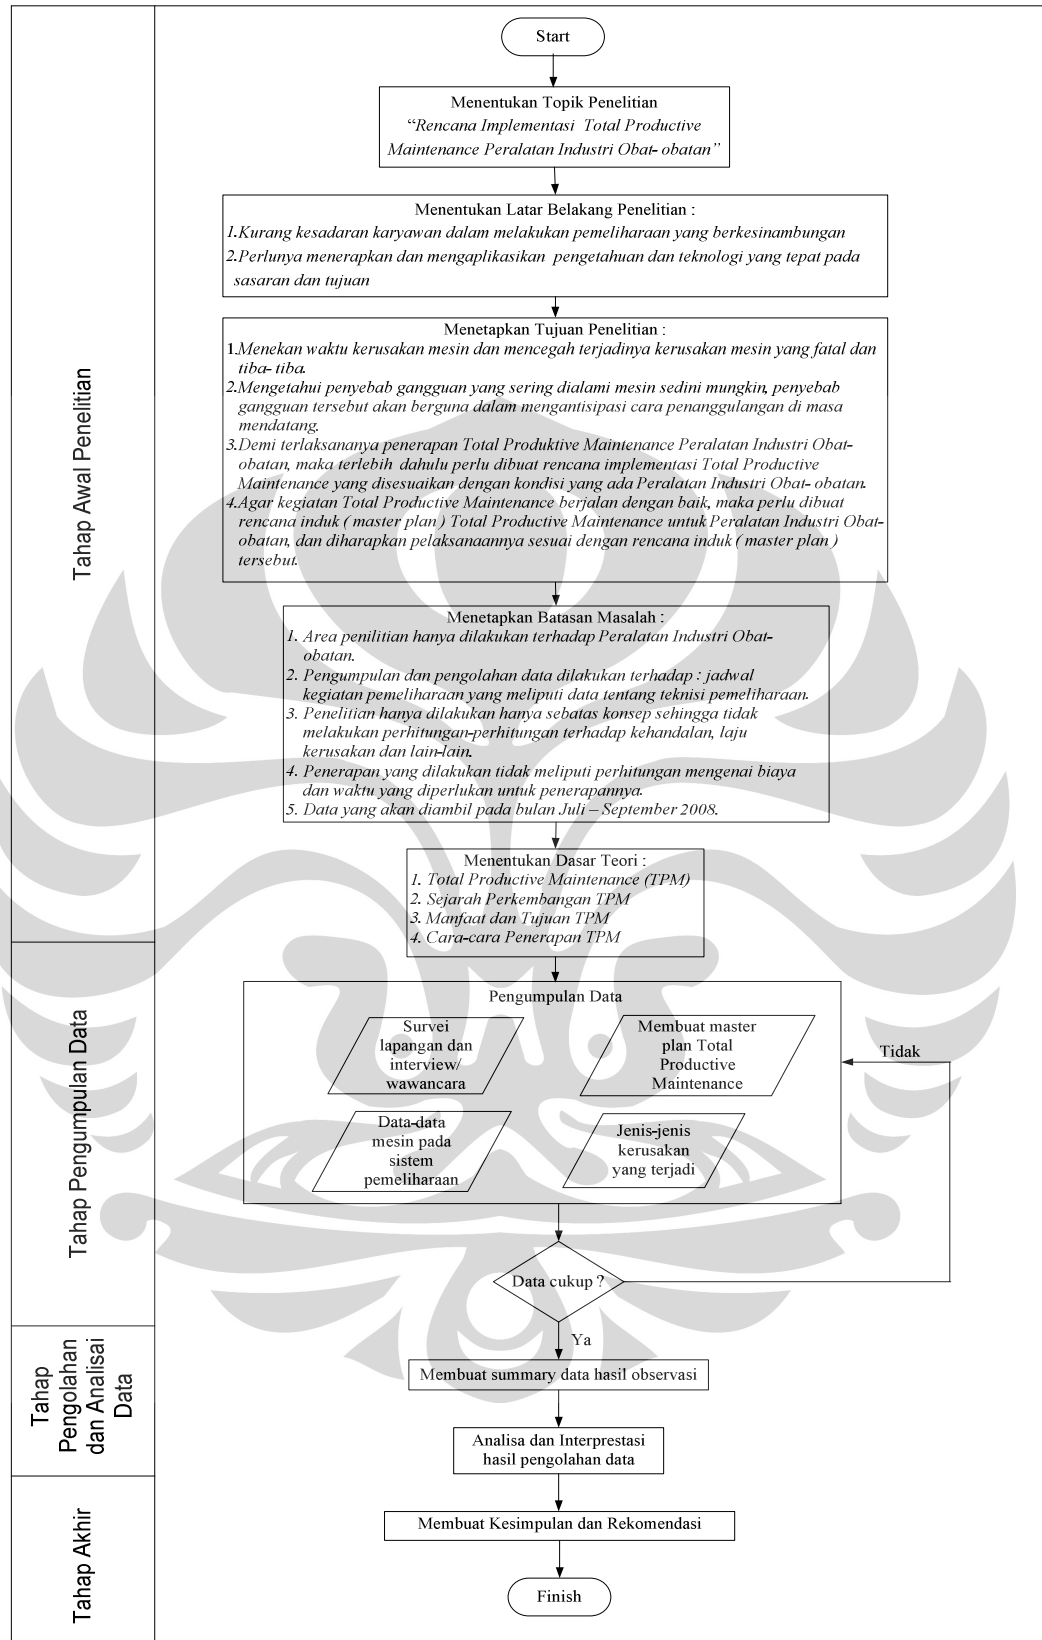 Start
Menentukan Topik Penelitian
“Rencana Implementasi Total Productive
Maintenance Peralatan Industri Obat- obatan”
Menentukan Latar Belakang Penelitian :
1.Kurang kesadaran karyawan dalam melakukan pemeliharaan yang berkesinambungan
2.Perlunya menerapkan dan mengaplikasikan pengetahuan dan teknologi yang tepat pada
sasaran dan tujuan
Menetapkan Tujuan Penelitian :
1.Menekan waktu kerusakan mesin dan mencegah terjadinya kerusakan mesin yang fatal dan
tiba- tiba.
2.Mengetahui penyebab gangguan yang sering dialami mesin sedini mungkin, penyebab
gangguan tersebut akan berguna dalam mengantisipasi cara penanggulangan di masa
mendatang.
3.Demi terlaksananya penerapan Total Produktive Maintenance Peralatan Industri Obat-
obatan, maka terlebih dahulu perlu dibuat rencana implementasi Total Productive
Maintenance yang disesuaikan dengan kondisi yang ada Peralatan Industri Obat- obatan.
4.Agar kegiatan Total Productive Maintenance berjalan dengan baik, maka perlu dibuat
rencana induk ( master plan ) Total Productive Maintenance untuk Peralatan Industri Obat-
obatan, dan diharapkan pelaksanaannya sesuai dengan rencana induk ( master plan )
tersebut.
Menetapkan Batasan Masalah :
1. Area penilitian hanya dilakukan terhadap Peralatan Industri Obat-
obatan.
2. Pengumpulan dan pengolahan data dilakukan terhadap : jadwal
kegiatan pemeliharaan yang meliputi data tentang teknisi pemeliharaan.
3. Penelitian hanya dilakukan hanya sebatas konsep sehingga tidak
melakukan perhitungan-perhitungan terhadap kehandalan, laju
kerusakan dan lain-lain.
4. Penerapan yang dilakukan tidak meliputi perhitungan mengenai biaya
dan waktu yang diperlukan untuk penerapannya.
5. Data yang akan diambil pada bulan Juli – September 2008.
Menentukan Dasar Teori :
1. Total Productive Maintenance (TPM)
2. Sejarah Perkembangan TPM
3. Manfaat dan Tujuan TPM
4. Cara-cara Penerapan TPM
Tahap Awal Penelitian
Pengumpulan Data
Survei
lapangan dan
interview/
wawancara
Membuat master
plan Total
Productive
Maintenance
Tidak
Data-data
mesin pada
sistem
pemeliharaan
Jenis-jenis
kerusakan
yang terjadi
Data cukup ?
Tahap Pengumpulan Data
Ya
Membuat summary data hasil observasi
Analisa dan Interprestasi
hasil pengolahan data
Tahap
Pengolahan
dan Analisai
Data
Membuat Kesimpulan dan Rekomendasi
Finish
Tahap Akhir